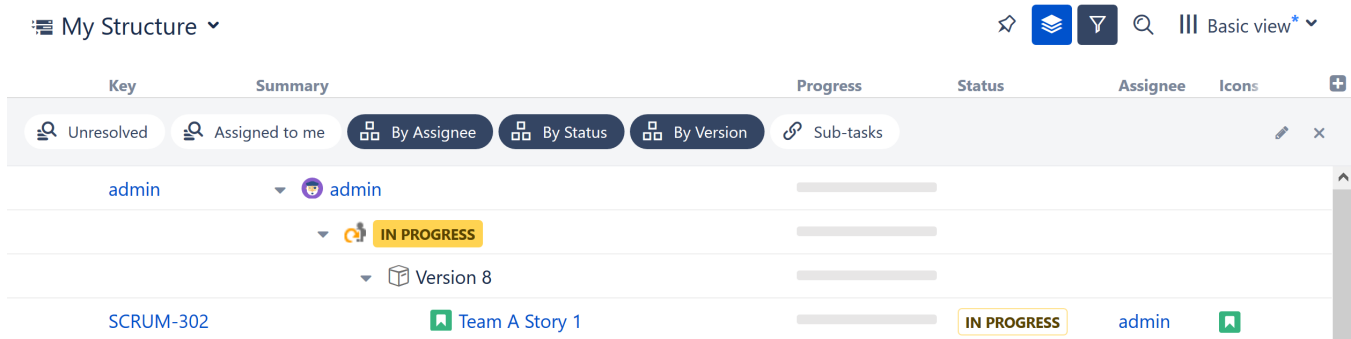 My Structure
Basic view*
Key Summary Progress Status Assignee Icons
Unresolved Assigned to me By Assignee By Status By Version Sub-tasks
admin admin
IN PROGRESS
Version 8
SCRUM-302 Team A Story 1 IN PROGRESS admin